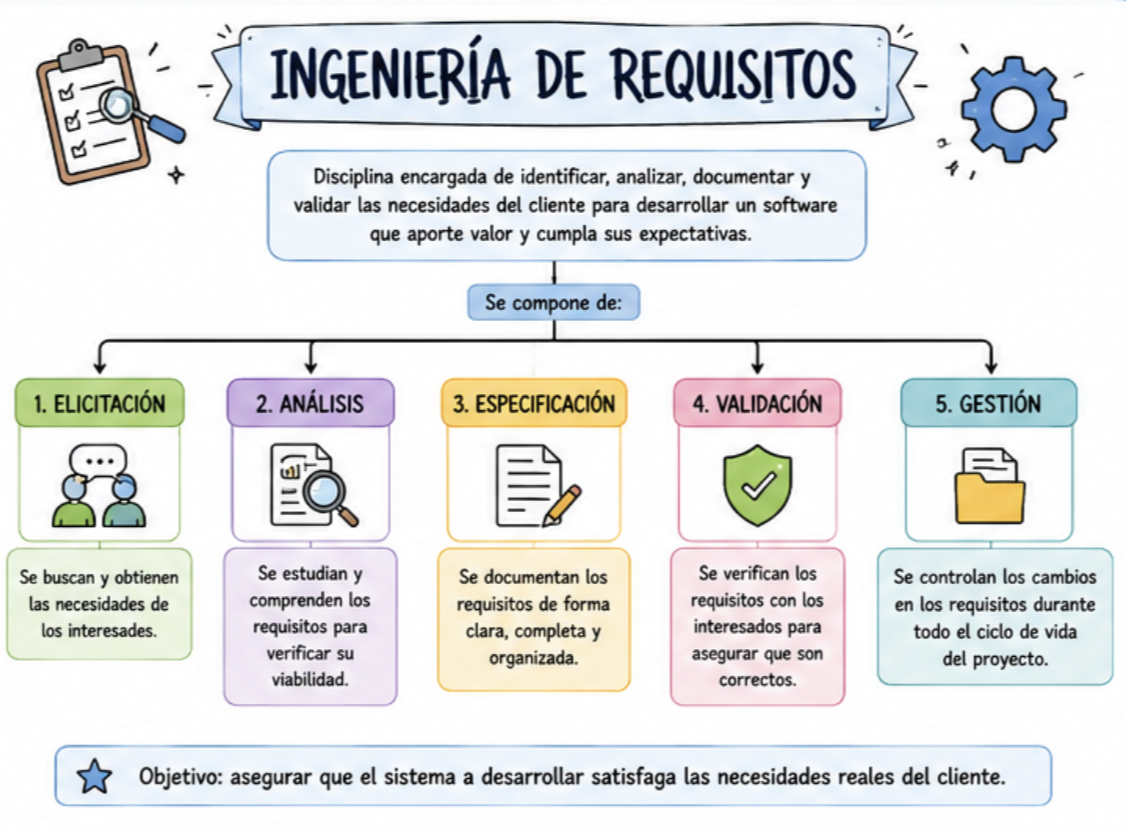 INGENIERÍA DE REQUISITOS
Disciplina encargada de identificar, analizar, documentar y
validar las necesidades del cliente para desarrollar un software
que aporte valor y cumpla sus expectativas.
Se compone de:
1. ELICITACIÓN
Se buscan y obtienen
las necesidades de
los interesades.
2. ANÁLISIS
Se estudian y
comprenden los
requisitos para
verificar su
viabilidad.
3. ESPECIFICACIÓN
Se documentan los
requisitos de forma
clara, completa y
organizada.
4. VALIDACIÓN
Se verifican los
requisitos con los
interesados para
asegurar que son
correctos.
5. GESTIÓN
Se controlan los cambios
en los requisitos durante
todo el ciclo de vida
del proyecto.
Objetivo: asegurar que el sistema a desarrollar satisfaga las necesidades reales del cliente.